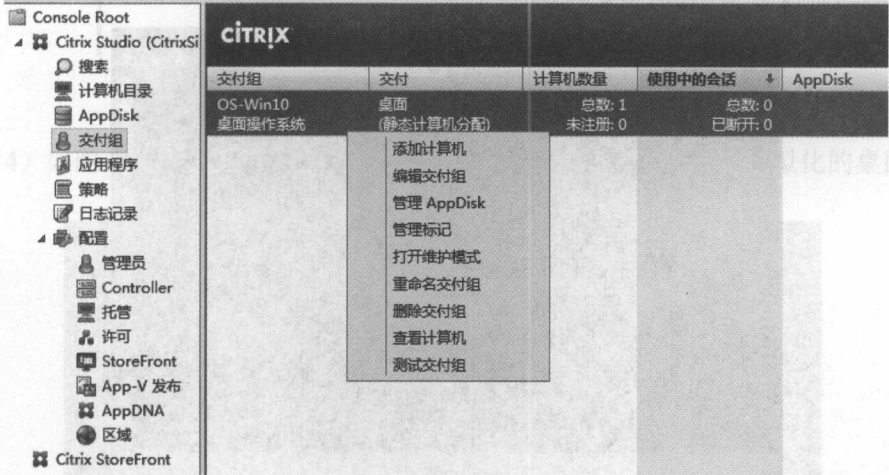 Console Root
Citrix Studio (CitrixSi
搜索
计算机目录
AppDisk
交付组
应用程序
策略
日志记录
配置
管理员
Controller
托管
许可
StoreFront
App-V 发布
AppDNA
区域
Citrix StoreFront
CITRIX
交付组 交付 计算机数量 使用中的会话 AppDisk
OS-Win10 桌面 总数: 1 总数: 0
桌面操作系统 (静态计算机分配) 未注册: 0 已断开: 0
添加计算机
编辑交付组
管理 AppDisk
管理标记
打开维护模式
重命名交付组
删除交付组
查看计算机
测试交付组